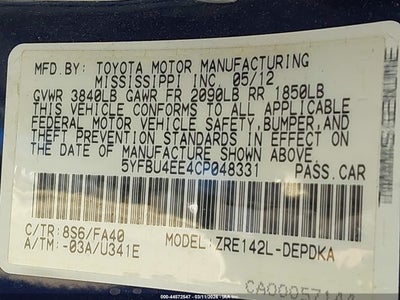 MFD.BY: TOYOTA MOTOR MANUFACTURING
MISSISSIPPI INC. 05/12
GVWR 3840LB GAWR FR 2090LB RR 1850LB
THIS VEHICLE CONFORMS TO ALL APPLICABLE
FEDERAL MOTOR VEHICLE SAFETY,BUMPER,AND
THEFT PREVENTION STANDARDS IN EFFECT ON
THE DATE OF MANUFACTURE SHOWN ABOVE.
5YFBU4EE4CP048331 PASS.CAR
C/TR: 8S6/FA40 MODEL: ZRE142L-DEPDKA
A/TM: -03A/U341E